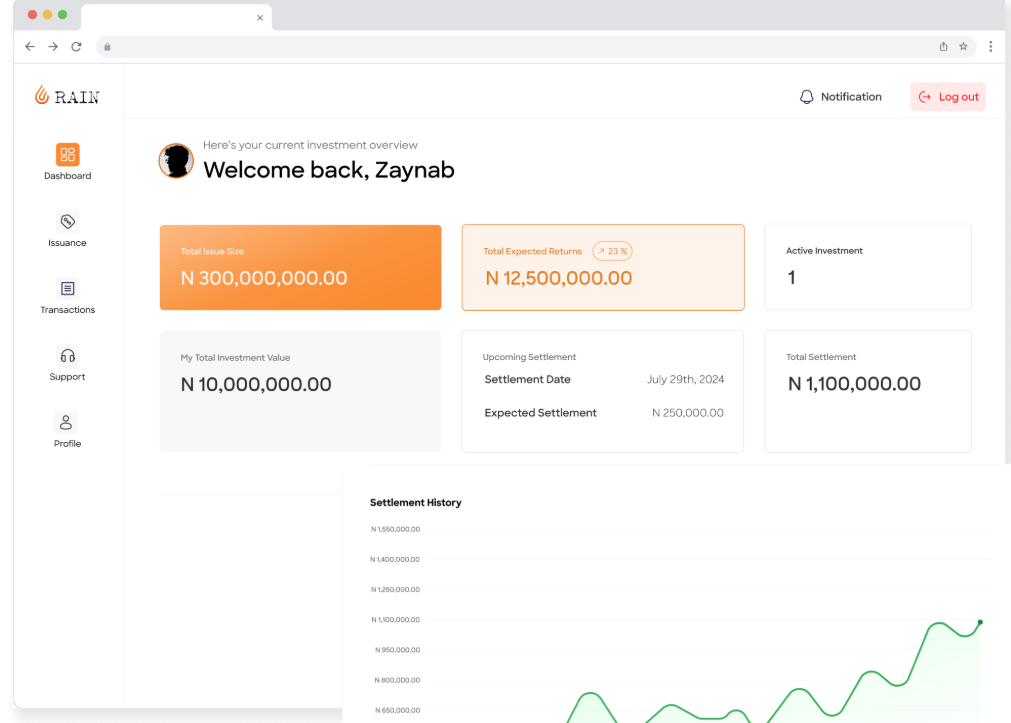 RAIN
Notification
Log out
Here's your current investment overview
Welcome back, Zaynab
Dashboard
Issuance
Transactions
Support
Profile
Total Issue Size
N 300,000,000.00
Total Expected Returns 23 %
N 12,500,000.00
Active Investment
1
My Total Investment Value
N 10,000,000.00
Upcoming Settlement
Settlement Date July 29th, 2024
Expected Settlement N 250,000.00
Total Settlement
N 1,100,000.00
Settlement History
N 1,550,000.00
N 1,400,000.00
N 1,250,000.00
N 1,100,000.00
N 950,000.00
N 800,000.00
N 650,000.00